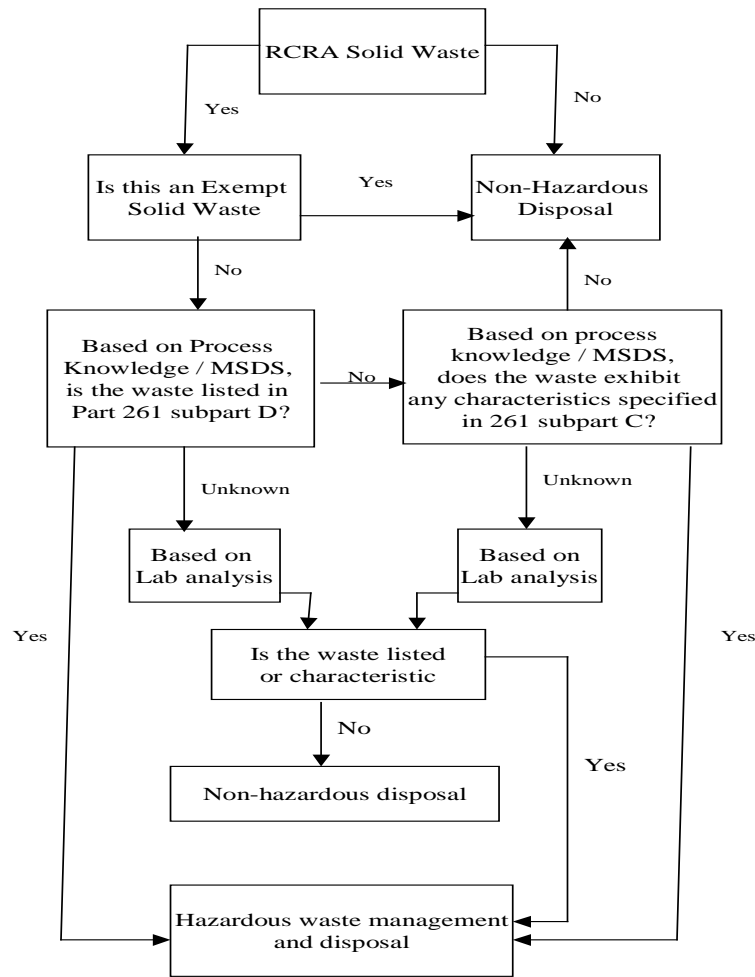 RCRA Solid Waste
Yes
No
Is this an Exempt
Solid Waste
Yes
Non-Hazardous
Disposal
No
No
Based on Process
Knowledge / MSDS,
is the waste listed in
Part 261 subpart D?
No
Based on process
knowledge / MSDS,
does the waste exhibit
any characteristics specified
in 261 subpart C?
Unknown
Unknown
Based on
Lab analysis
Based on
Lab analysis
Yes
Yes
Is the waste listed
or characteristic
No
Yes
Non-hazardous disposal
Hazardous waste management
and disposal